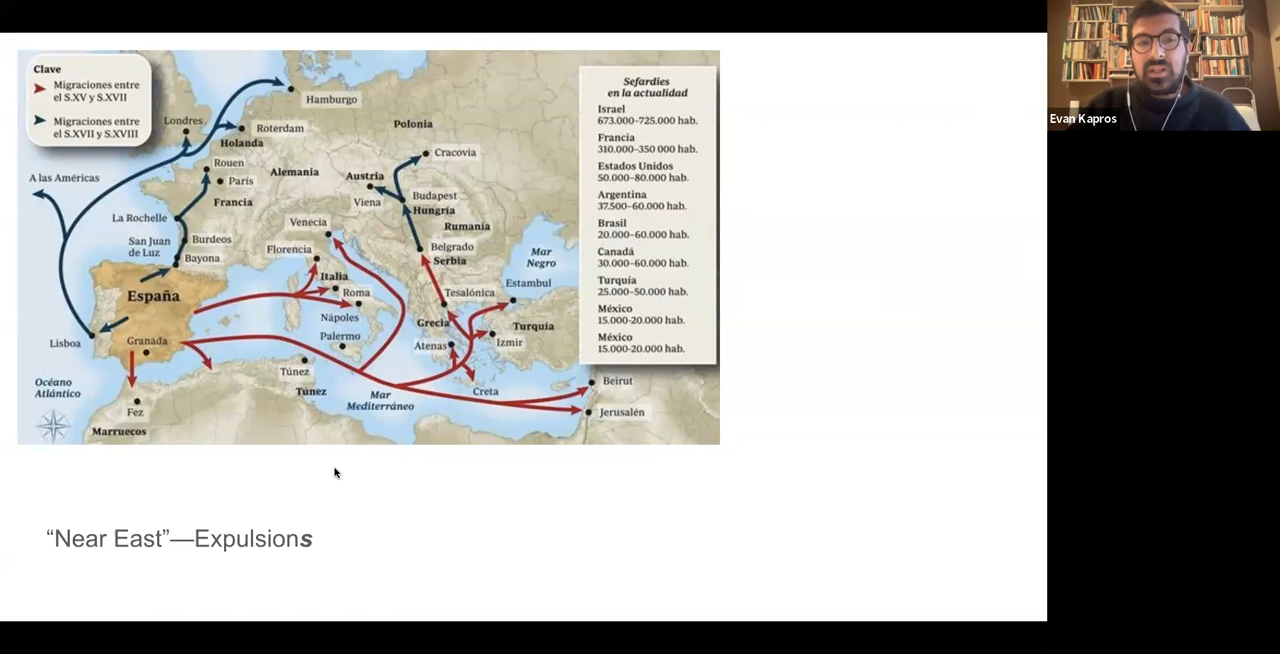 Clave
Migraciones entre
el S.XV y S.XVII
Migraciones entre
el S.XVII y S.XVIII
Hamburgo
Londres
Roterdam
Holanda
Polonia
Cracovia
Rouen
París
Alemania
Francia
Austria
Viena
Budapest
Hungría
Rumanía
A las Américas
La Rochelle
San Juan
de Luz
Burdeos
Bayona
Venecia
Florencia
Italia
Roma
Nápoles
Palermo
Belgrado
Serbia
Mar
Negro
Estambul
Tesalónica
Grecia
Turquía
Atenas
Izmir
España
Lisboa
Granada
Túnez
Túnez
Creta
Beirut
Jerusalén
Océano
Atlántico
Mar
Mediterráneo
Fez
Marruecos
Sefardíes
en la actualidad
Israel
673.000-725.000 hab.
Francia
310.000-350 000 hab.
Estados Unidos
50.000-80.000 hab.
Argentina
37.500-60.000 hab.
Brasil
20.000-60.000 hab.
Canadá
30.000-60.000 hab.
Turquía
25.000-50.000 hab.
México
15.000-20.000 hab.
México
15.000-20.000 hab.
“Near East”—Expulsions
Evan Kapros